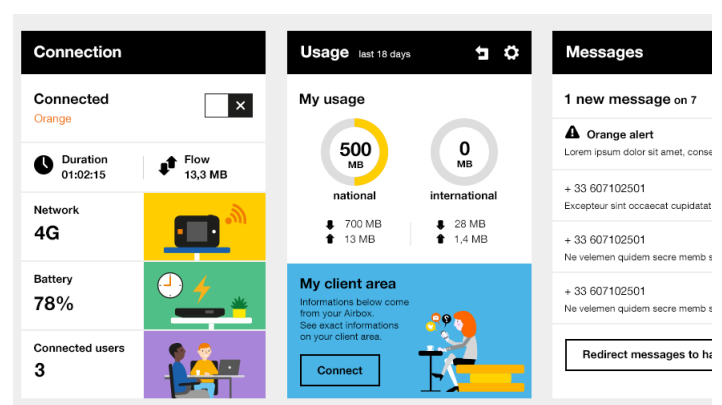 Connection
Connected
Orange
Duration
01:02:15
Flow
13,3 MB
Network
4G
Battery
78%
Connected users
3
Usage last 18 days
My usage
500
MB
national
700 MB
13 MB
0
MB
international
28 MB
1,4 MB
My client area
Informations below come
from your Airbox.
See exact informations
on your client area.
Connect
Messages
1 new message on 7
Orange alert
Lorem ipsum dolor sit amet, conse
+ 33 607102501
Excepteur sint occaecat cupidatat
+ 33 607102501
Ne velemen quidem secre memb s
+ 33 607102501
Ne velemen quidem secre memb s
Redirect messages to ha